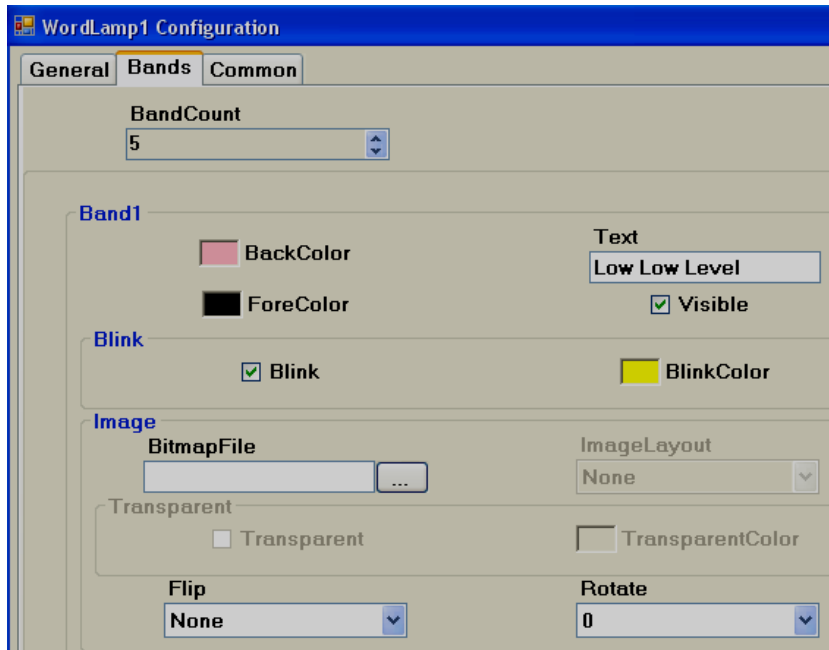 WordLamp1 Configuration
General Bands Common
BandCount
5
Band1
BackColor
Text
Low Low Level
ForeColor
Visible
Blink
Blink
BlinkColor
Image
BitmapFile
ImageLayout
...
None
Transparent
Transparent
TransparentColor
Flip
Rotate
None
0